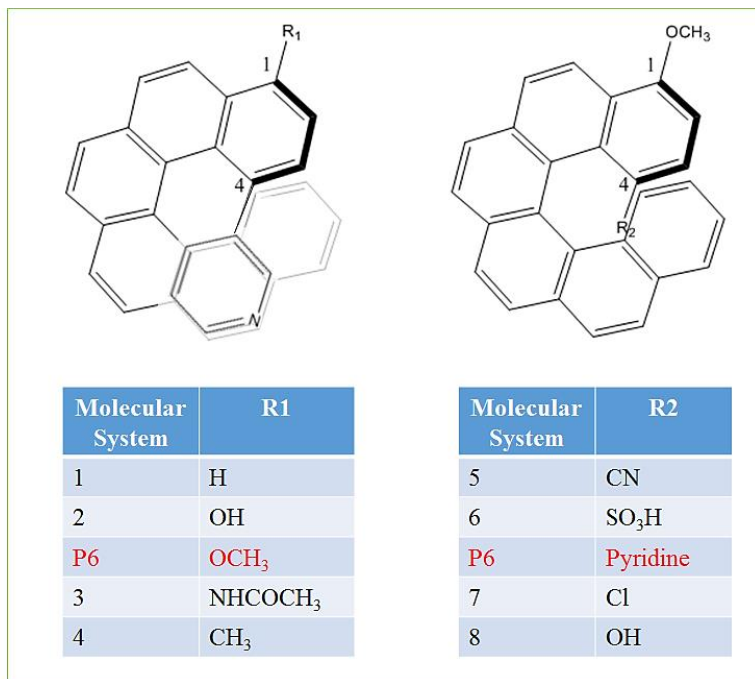 R1
1
4
N
OCH3
1
4
R2
Molecular System R1
1 H
2 OH
P6 OCH3
3 NHCOCH3
4 CH3
Molecular System R2
5 CN
6 SO3H
P6 Pyridine
7 Cl
8 OH